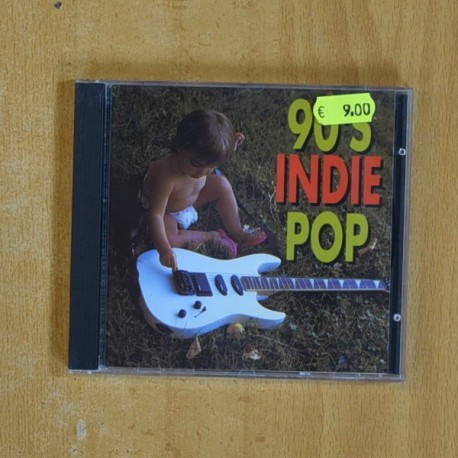 € 9.00
90'S
INDIE
POP